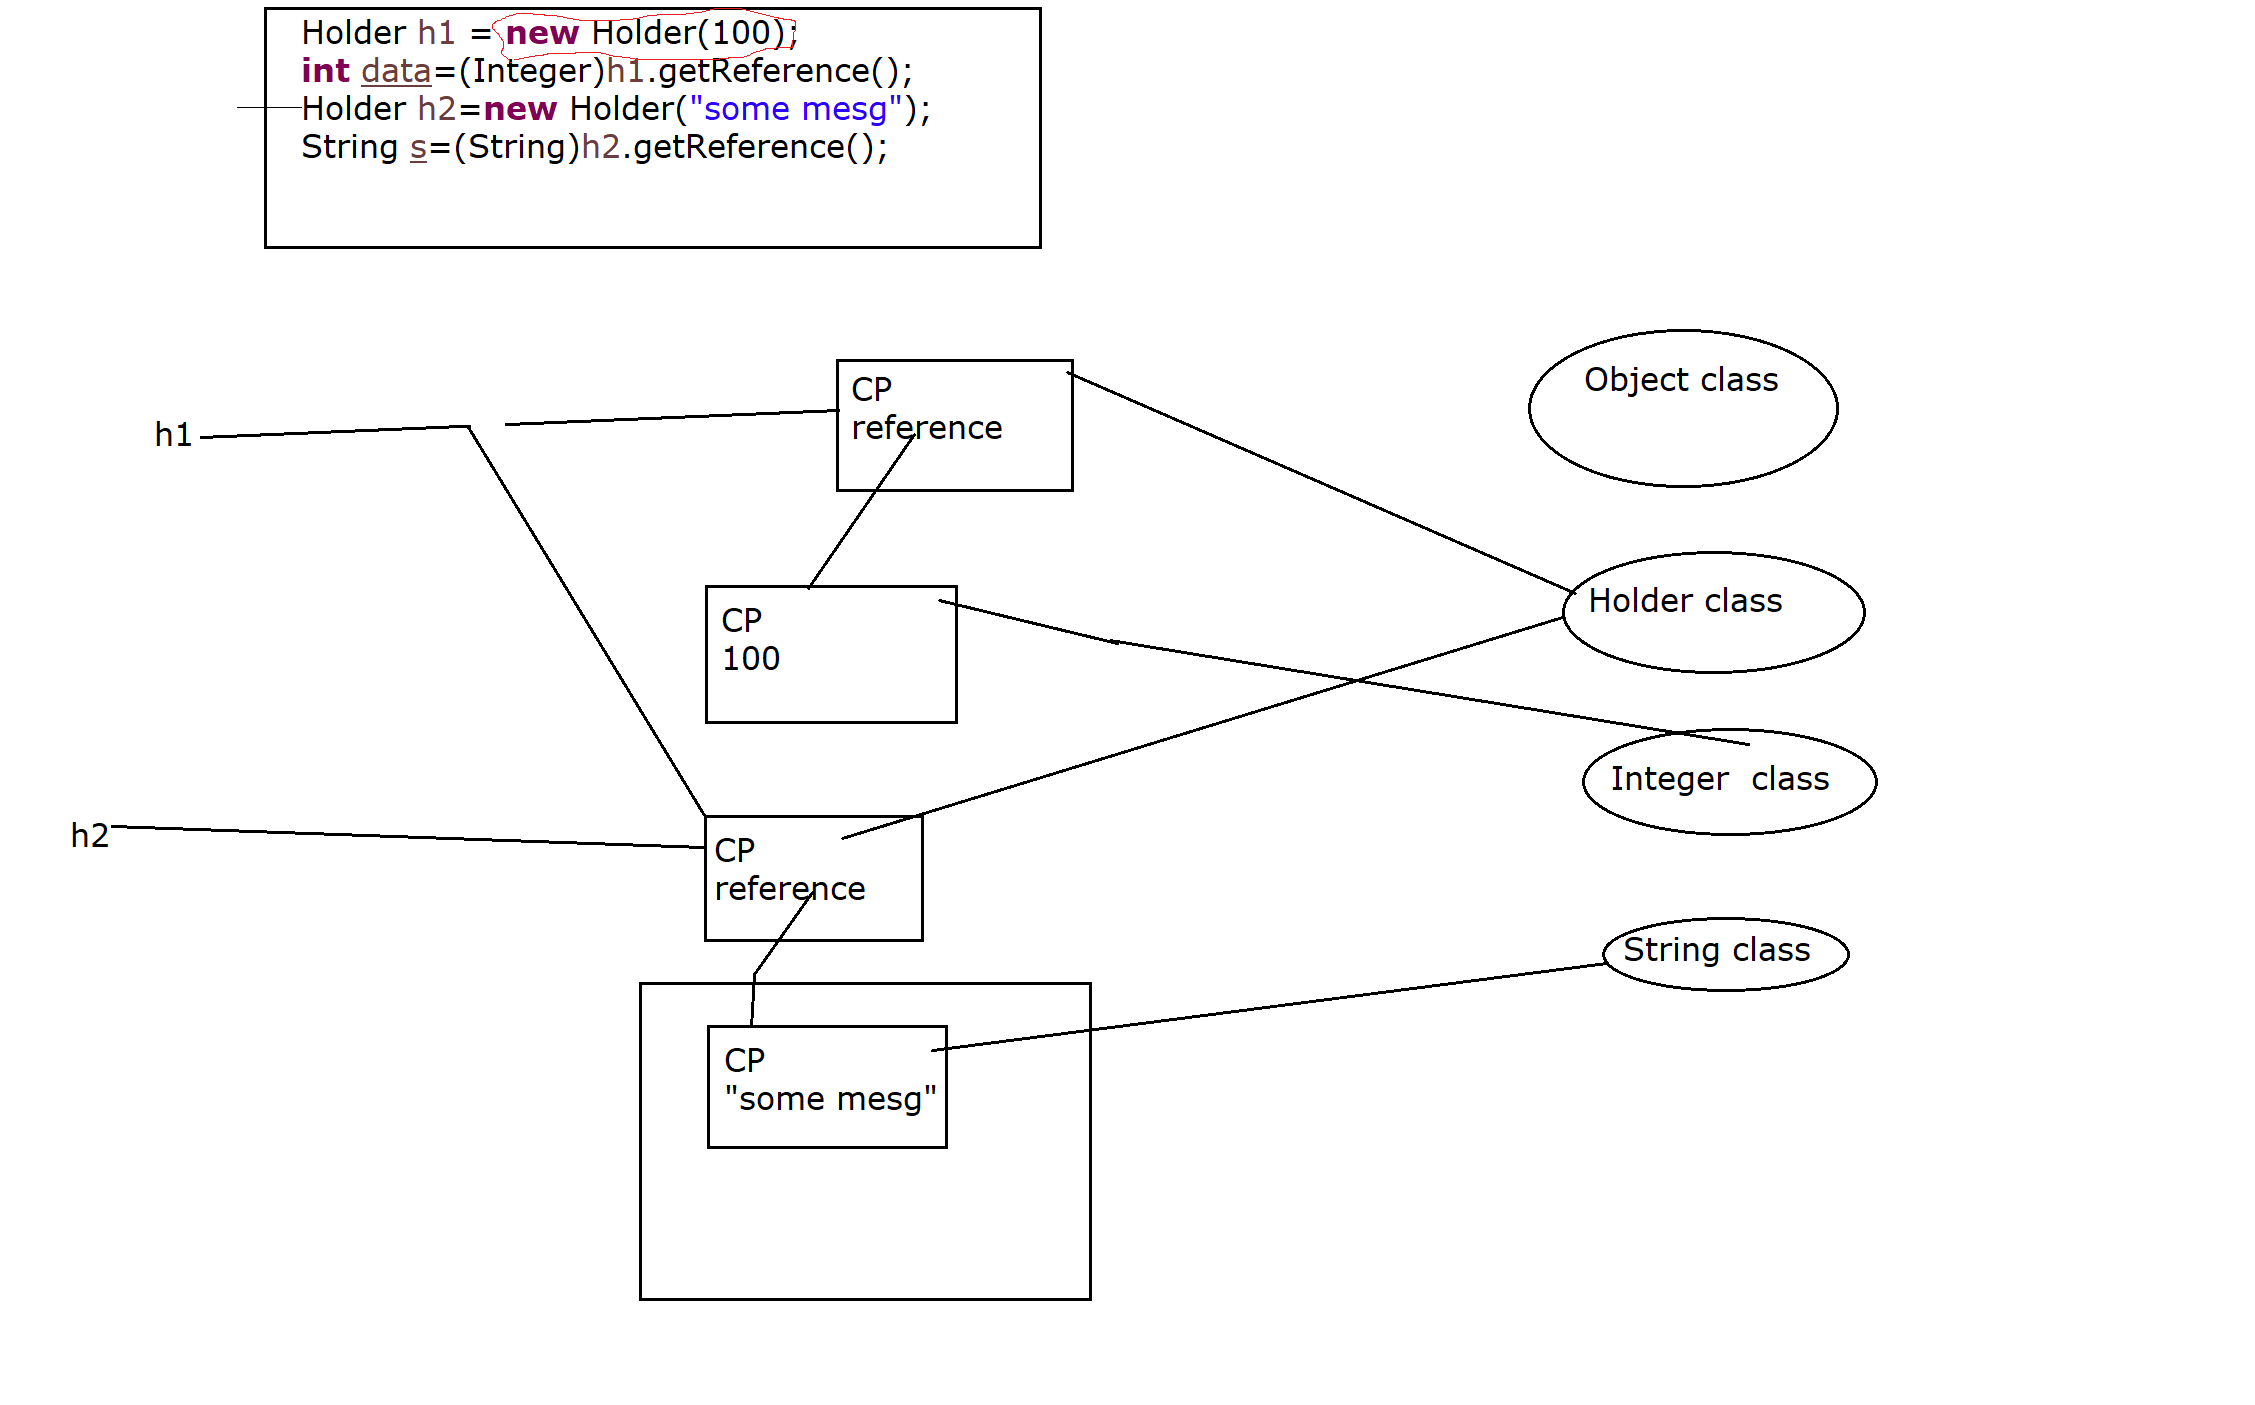 Holder h1 = new Holder(100);
int data=(Integer)h1.getReference();
Holder h2=new Holder("some mesg");
String s=(String)h2.getReference();
Object class
CP
reference
h1
Holder class
CP
100
Integer  class
h2
CP
reference
String class
CP
"some mesg"